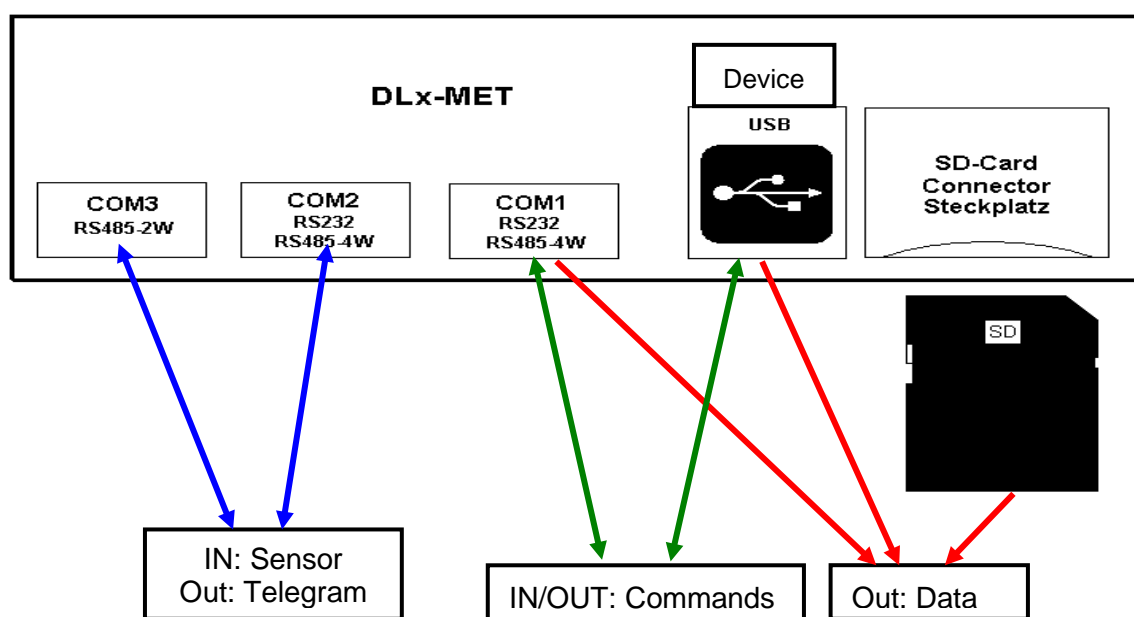 Device
DLx-MET
USB
SD-Card
Connector
Steckplatz
COM3
RS485-2W
COM2
RS232
RS485-4W
COM1
RS232
RS485-4W
SD
IN: Sensor
Out: Telegram
IN/OUT: Commands
Out: Data